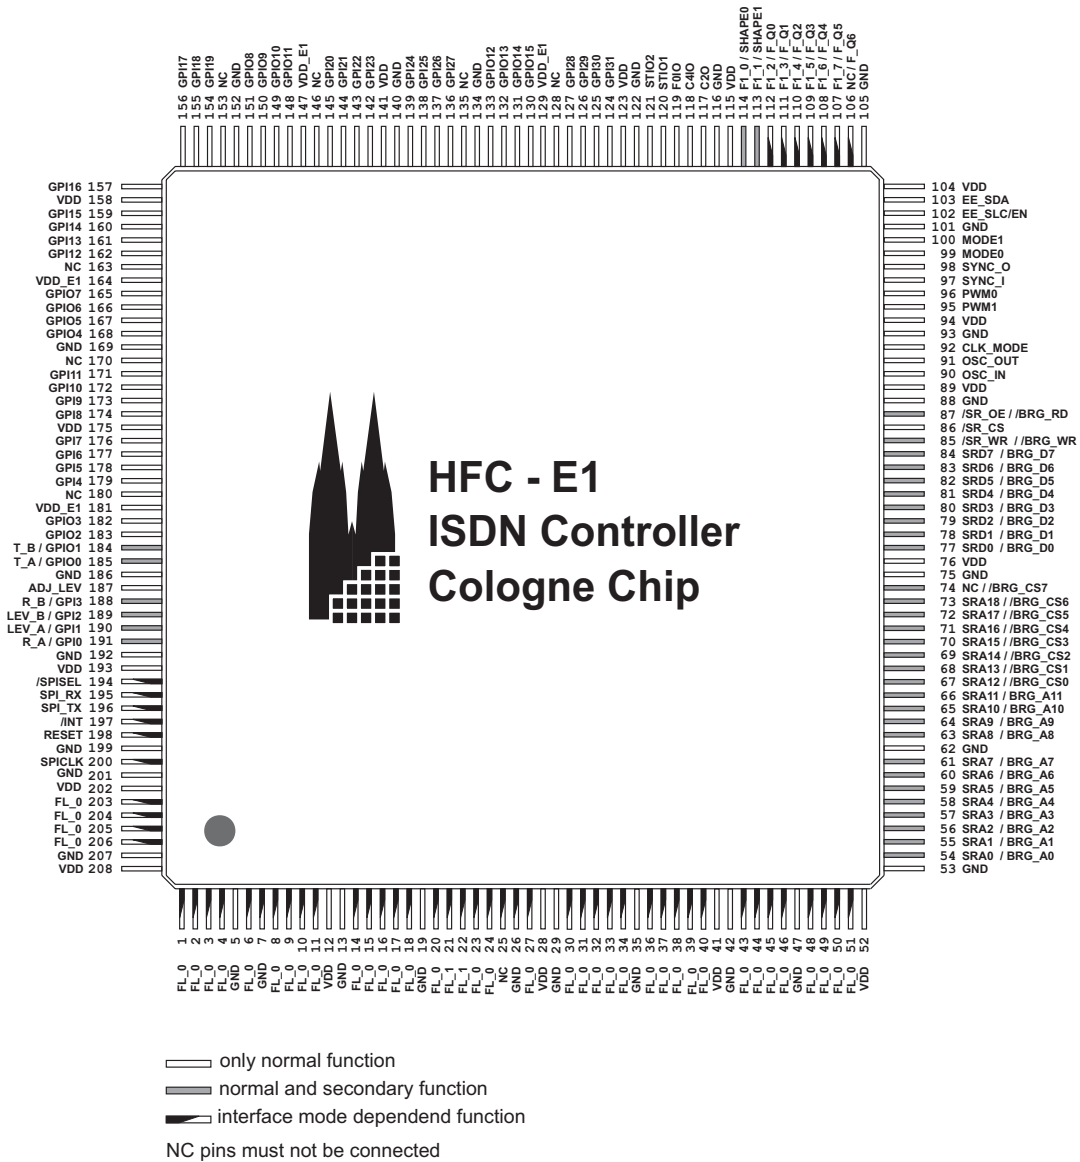 156 GPI17
155 GPI18
154 GPI19
153 NC
152 GND
151 GPIO8
150 GPIO9
149 GPIO10
148 GPIO11
147 VDD_E1
146 NC
145 GPI20
144 GPI21
143 GPI22
142 GPI23
141 VDD
140 GND
139 GPI24
138 GPI25
137 GPI26
136 GPI27
135 NC
134 GND
133 GPIO12
132 GPIO13
131 GPIO14
130 GPIO15
129 VDD_E1
128 NC
127 GPI28
126 GPI29
125 GPI30
124 GPI31
123 VDD
122 GND
121 STIO2
120 STIO1
119 F0IO
118 C4IO
117 C2O
116 GND
115 VDD
114 F1_0 / SHAPE0
113 F1_1 / SHAPE1
112 F1_2 / F_Q0
111 F1_3 / F_Q1
110 F1_4 / F_Q2
109 F1_5 / F_Q3
108 F1_6 / F_Q4
107 F1_7 / F_Q5
106 NC / F_Q6
105 GND
GPI16 157
VDD 158
GPI15 159
GPI14 160
GPI13 161
GPI12 162
NC 163
VDD_E1 164
GPIO7 165
GPIO6 166
GPIO5 167
GPIO4 168
GND 169
NC 170
GPI11 171
GPI10 172
GPI9 173
GPI8 174
VDD 175
GPI7 176
GPI6 177
GPI5 178
GPI4 179
NC 180
VDD_E1 181
GPIO3 182
GPIO2 183
T_B / GPIO1 184
T_A / GPIO0 185
GND 186
ADJ_LEV 187
R_B / GPI3 188
LEV_B / GPI2 189
LEV_A / GPI1 190
R_A / GPI0 191
GND 192
VDD 193
/SPISEL 194
SPI_RX 195
SPI_TX 196
/INT 197
RESET 198
GND 199
SPICLK 200
GND 201
VDD 202
FL_0 203
FL_0 204
FL_0 205
FL_0 206
GND 207
VDD 208
HFC - E1
ISDN Controller
Cologne Chip
104 VDD
103 EE_SDA
102 EE_SLC/EN
101 GND
100 MODE1
99 MODE0
98 SYNC_O
97 SYNC_I
96 PWM0
95 PWM1
94 VDD
93 GND
92 CLK_MODE
91 OSC_OUT
90 OSC_IN
89 VDD
88 GND
87 /SR_OE / /BRG_RD
86 /SR_CS
85 /SR_WR / /BRG_WR
84 SRD7 / BRG_D7
83 SRD6 / BRG_D6
82 SRD5 / BRG_D5
81 SRD4 / BRG_D4
80 SRD3 / BRG_D3
79 SRD2 / BRG_D2
78 SRD1 / BRG_D1
77 SRD0 / BRG_D0
76 VDD
75 GND
74 NC / /BRG_CS7
73 SRA18 / /BRG_CS6
72 SRA17 / /BRG_CS5
71 SRA16 / /BRG_CS4
70 SRA15 / /BRG_CS3
69 SRA14 / /BRG_CS2
68 SRA13 / /BRG_CS1
67 SRA12 / /BRG_CS0
66 SRA11 / BRG_A11
65 SRA10 / BRG_A10
64 SRA9 / BRG_A9
63 SRA8 / BRG_A8
62 GND
61 SRA7 / BRG_A7
60 SRA6 / BRG_A6
59 SRA5 / BRG_A5
58 SRA4 / BRG_A4
57 SRA3 / BRG_A3
56 SRA2 / BRG_A2
55 SRA1 / BRG_A1
54 SRA0 / BRG_A0
53 GND
FL_0 1
FL_0 2
FL_0 3
FL_0 4
GND 5
FL_0 6
GND 7
FL_0 8
FL_0 9
FL_0 10
FL_0 11
VDD 12
GND 13
FL_0 14
FL_0 15
FL_0 16
FL_0 17
FL_0 18
GND 19
FL_0 20
FL_1 21
FL_1 22
FL_0 23
FL_0 24
NC 25
GND 26
FL_0 27
VDD 28
GND 29
FL_0 30
FL_0 31
FL_0 32
FL_0 33
FL_0 34
GND 35
FL_0 36
FL_0 37
FL_0 38
FL_0 39
FL_0 40
VDD 41
GND 42
FL_0 43
FL_0 44
FL_0 45
FL_0 46
GND 47
FL_0 48
FL_0 49
FL_0 50
FL_0 51
VDD 52
only normal function
normal and secondary function
interface mode dependend function
NC pins must not be connected